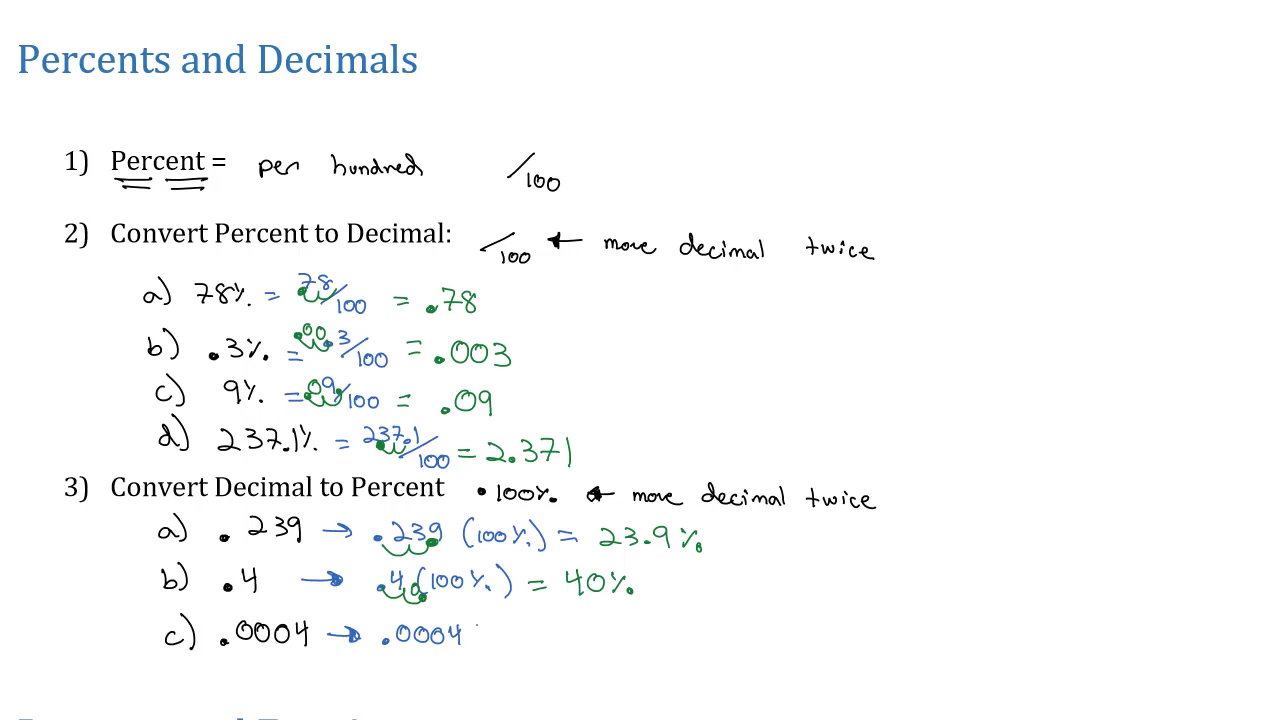 Percents and Decimals
1) Percent = per hundred /100
2) Convert Percent to Decimal: /100 ← move decimal twice
a) 78% = 78/100 = .78
b) .3% = 00.3/100 = .003
c) 9% = 09/100 = .09
d) 237.1% = 237.1/100 = 2.371
3) Convert Decimal to Percent • 100% ← move decimal twice
a) .239 → .239 (100%) = 23.9%
b) .4 → .40 (100%) = 40%
c) .0004 → .0004